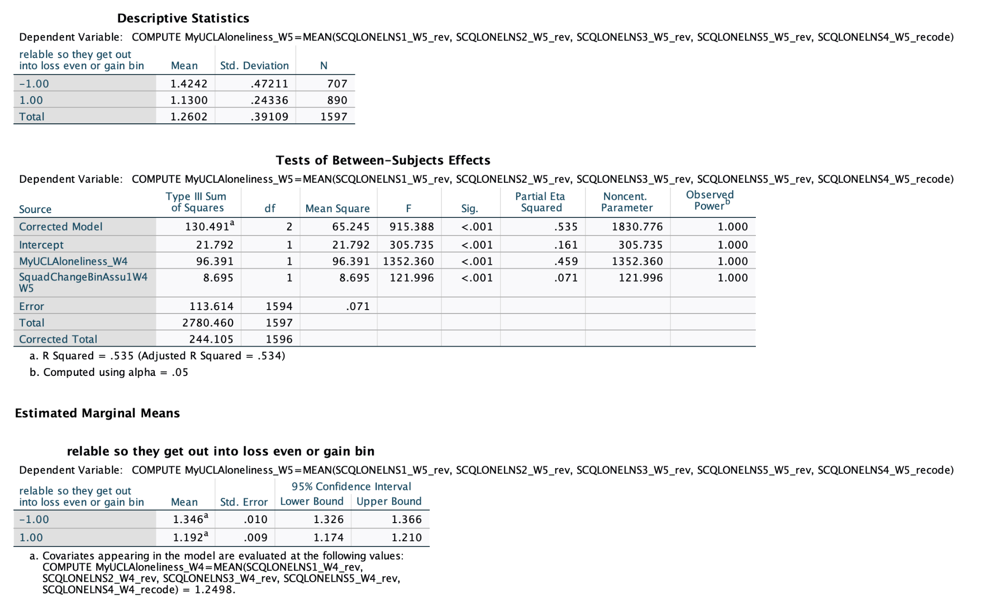 Descriptive Statistics
Dependent Variable: COMPUTE MyUCLAloneliness_W5=MEAN(SCQLONELNS1_W5_rev, SCQLONELNS2_W5_rev, SCQLONELNS3_W5_rev, SCQLONELNS5_W5_rev, SCQLONELNS4_W5_recode)
relable so they get out
into loss even or gain bin Mean Std. Deviation N
-1.00 1.4242 .47211 707
1.00 1.1300 .24336 890
Total 1.2602 .39109 1597
Tests of Between-Subjects Effects
Dependent Variable: COMPUTE MyUCLAloneliness_W5=MEAN(SCQLONELNS1_W5_rev, SCQLONELNS2_W5_rev, SCQLONELNS3_W5_rev, SCQLONELNS5_W5_rev, SCQLONELNS4_W5_recode)
Type III Sum Partial Eta Noncent. Observed
Source of Squares df Mean Square F Sig. Squared Parameter Power^b
Corrected Model 130.491^a 2 65.245 915.388 <.001 .535 1830.776 1.000
Intercept 21.792 1 21.792 305.735 <.001 .161 305.735 1.000
MyUCLAloneliness_W4 96.391 1 96.391 1352.360 <.001 .459 1352.360 1.000
SquadChangeBinAssu1W4 8.695 1 8.695 121.996 <.001 .071 121.996 1.000
W5
Error 113.614 1594 .071
Total 2780.460 1597
Corrected Total 244.105 1596
a. R Squared = .535 (Adjusted R Squared = .534)
b. Computed using alpha = .05
Estimated Marginal Means
relable so they get out into loss even or gain bin
Dependent Variable: COMPUTE MyUCLAloneliness_W5=MEAN(SCQLONELNS1_W5_rev, SCQLONELNS2_W5_rev, SCQLONELNS3_W5_rev, SCQLONELNS5_W5_rev, SCQLONELNS4_W5_recode)
relable so they get out 95% Confidence Interval
into loss even or gain bin Mean Std. Error Lower Bound Upper Bound
-1.00 1.346^a .010 1.326 1.366
1.00 1.192^a .009 1.174 1.210
a. Covariates appearing in the model are evaluated at the following values:
COMPUTE MyUCLAloneliness_W4=MEAN(SCQLONELNS1_W4_rev,
SCQLONELNS2_W4_rev, SCQLONELNS3_W4_rev, SCQLONELNS5_W4_rev,
SCQLONELNS4_W4_recode) = 1.2498.